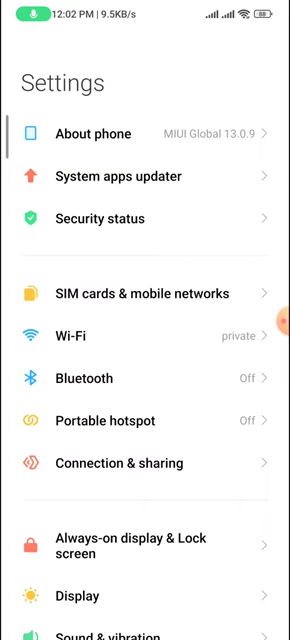 12:02 PM | 9.5KB/s
88
Settings
About phone
MIUI Global 13.0.9
System apps updater
Security status
SIM cards & mobile networks
Wi-Fi
private
Bluetooth
Off
Portable hotspot
Off
Connection & sharing
Always-on display & Lock
screen
Display
Sound & vibration